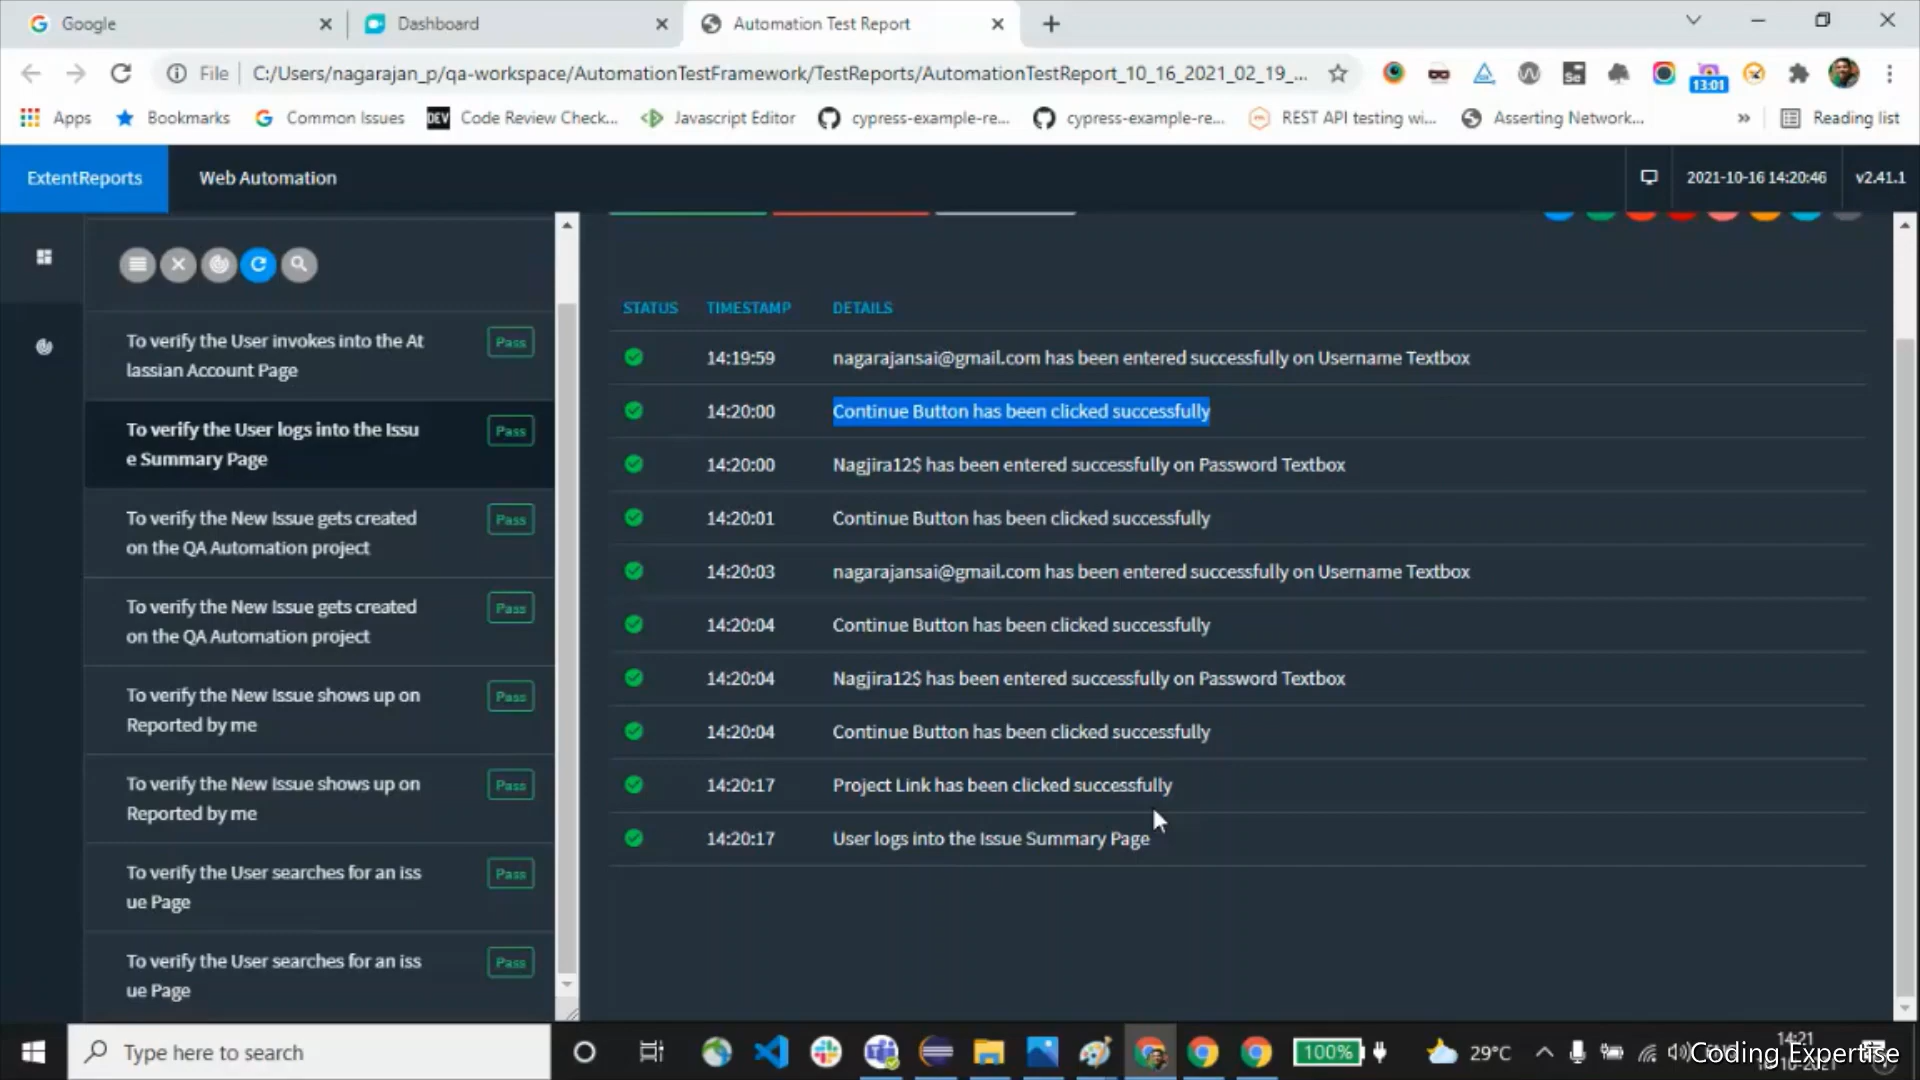 Google
Dashboard
Automation Test Report
File
C:/Users/nagarajan_p/qa-workspace/AutomationTestFramework/TestReports/AutomationTestReport_10_16_2021_02_19_...
Se
13:01
Apps
Bookmarks
Common Issues
DEV
Code Review Check...
Javascript Editor
cypress-example-re...
cypress-example-re...
REST API testing wi...
Asserting Network...
»
Reading list
ExtentReports
Web Automation
2021-10-16 14:20:46
v2.41.1
To verify the User invokes into the At
lassian Account Page
Pass
To verify the User logs into the Issu
e Summary Page
Pass
To verify the New Issue gets created
on the QA Automation project
Pass
To verify the New Issue gets created
on the QA Automation project
Pass
To verify the New Issue shows up on
Reported by me
Pass
To verify the New Issue shows up on
Reported by me
Pass
To verify the User searches for an iss
ue Page
Pass
To verify the User searches for an iss
ue Page
Pass
STATUS TIMESTAMP DETAILS
14:19:59 nagarajansai@gmail.com has been entered successfully on Username Textbox
14:20:00 Continue Button has been clicked successfully
14:20:00 Nagjira12$ has been entered successfully on Password Textbox
14:20:01 Continue Button has been clicked successfully
14:20:03 nagarajansai@gmail.com has been entered successfully on Username Textbox
14:20:04 Continue Button has been clicked successfully
14:20:04 Nagjira12$ has been entered successfully on Password Textbox
14:20:04 Continue Button has been clicked successfully
14:20:17 Project Link has been clicked successfully
14:20:17 User logs into the Issue Summary Page
Type here to search
100%
29°C
14:21
Coding Expertise